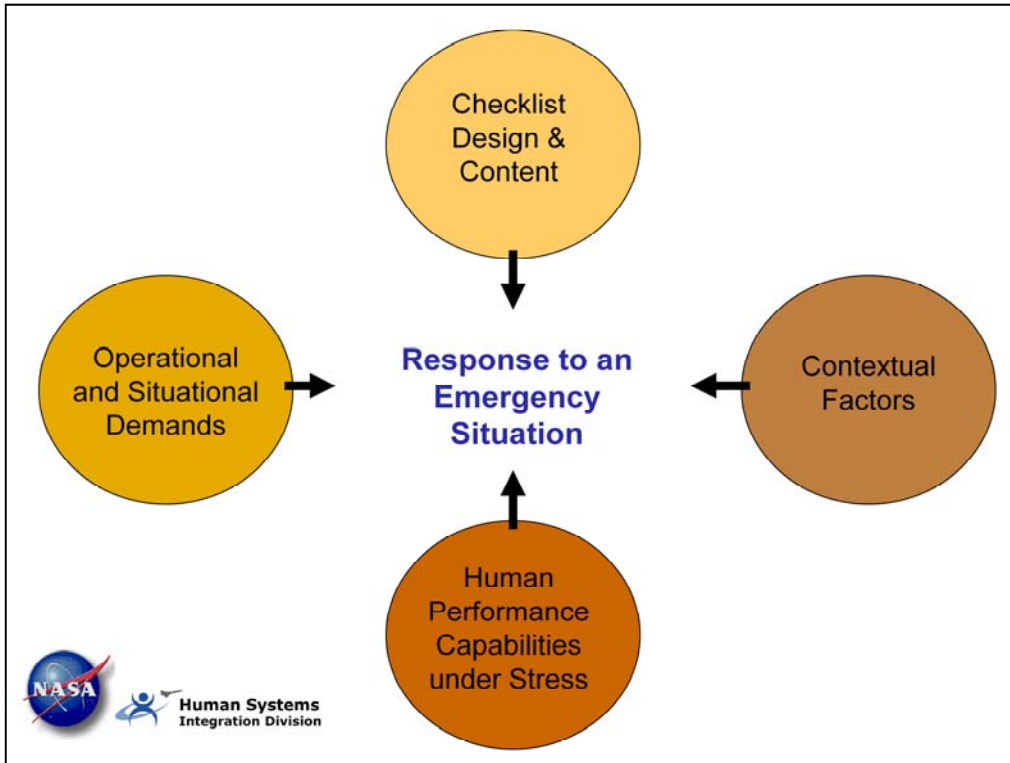 Checklist
Design &
Content
Operational
and Situational
Demands
Response to an
Emergency
Situation
Contextual
Factors
Human
Performance
Capabilities
under Stress
NASA
Human Systems
Integration Division